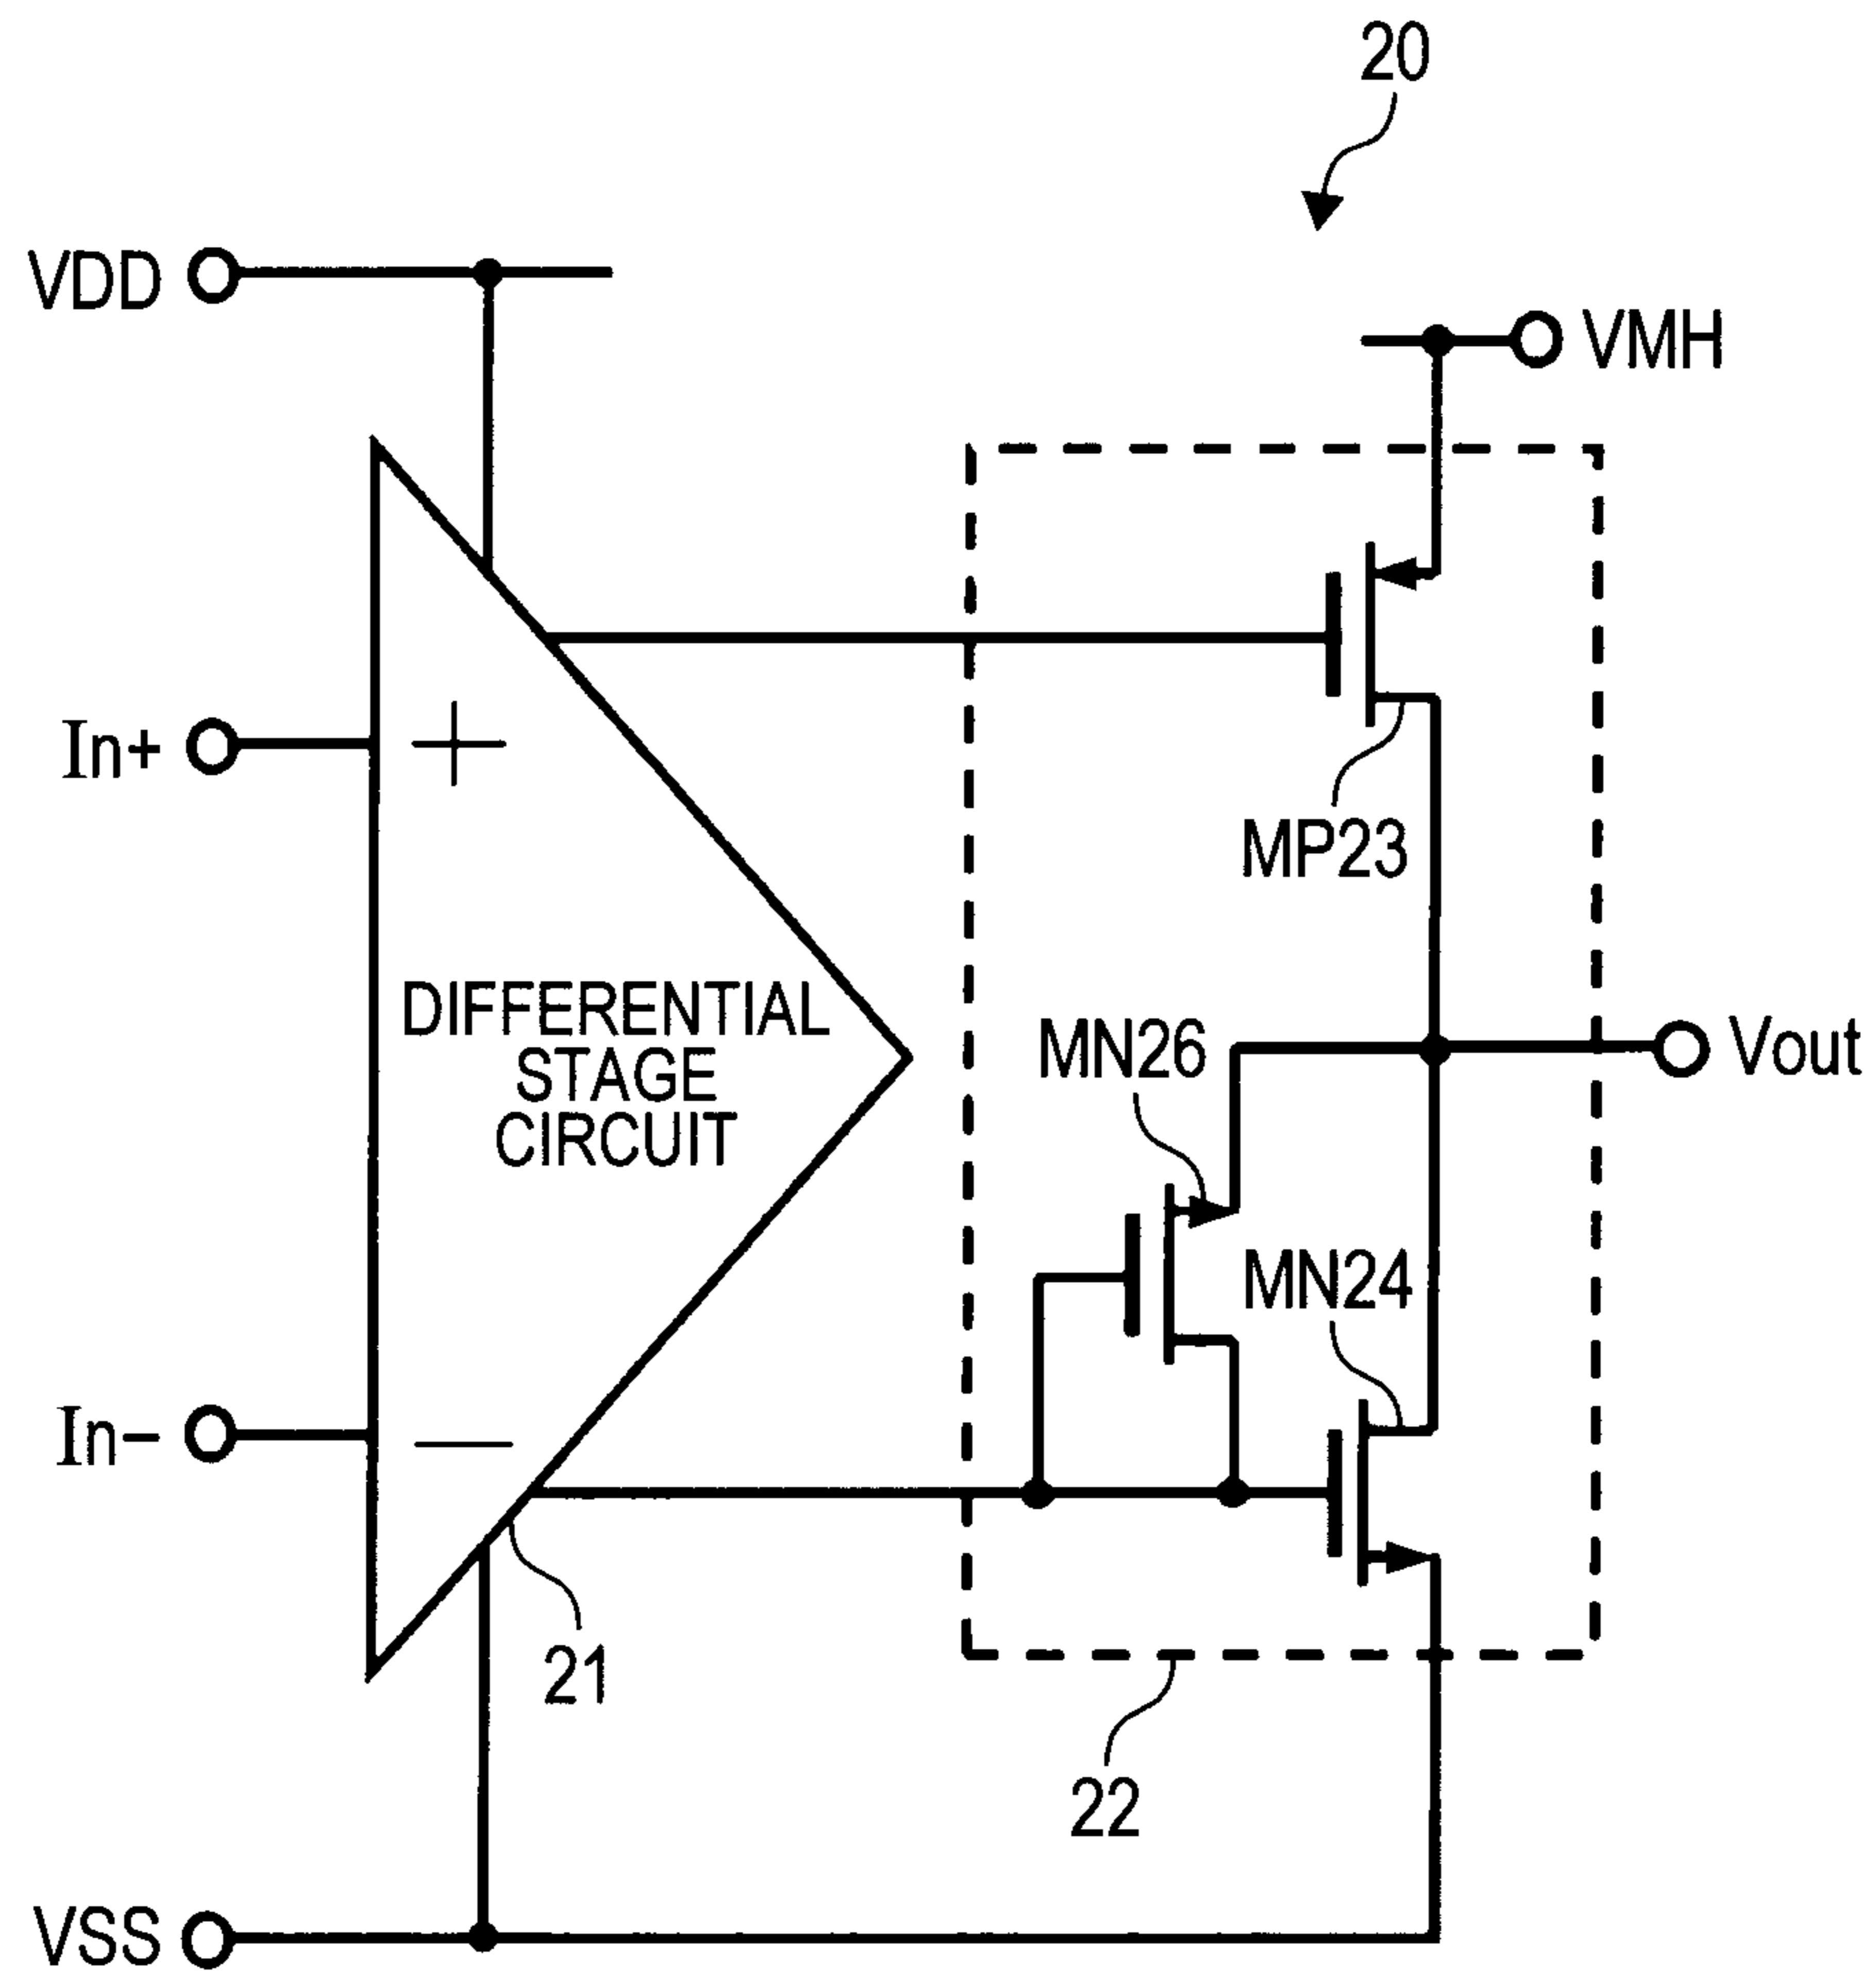 20
VDD
VMH
In+
+
MP23
DIFFERENTIAL
STAGE
CIRCUIT
MN26
Vout
MN24
In−
−
21
22
VSS